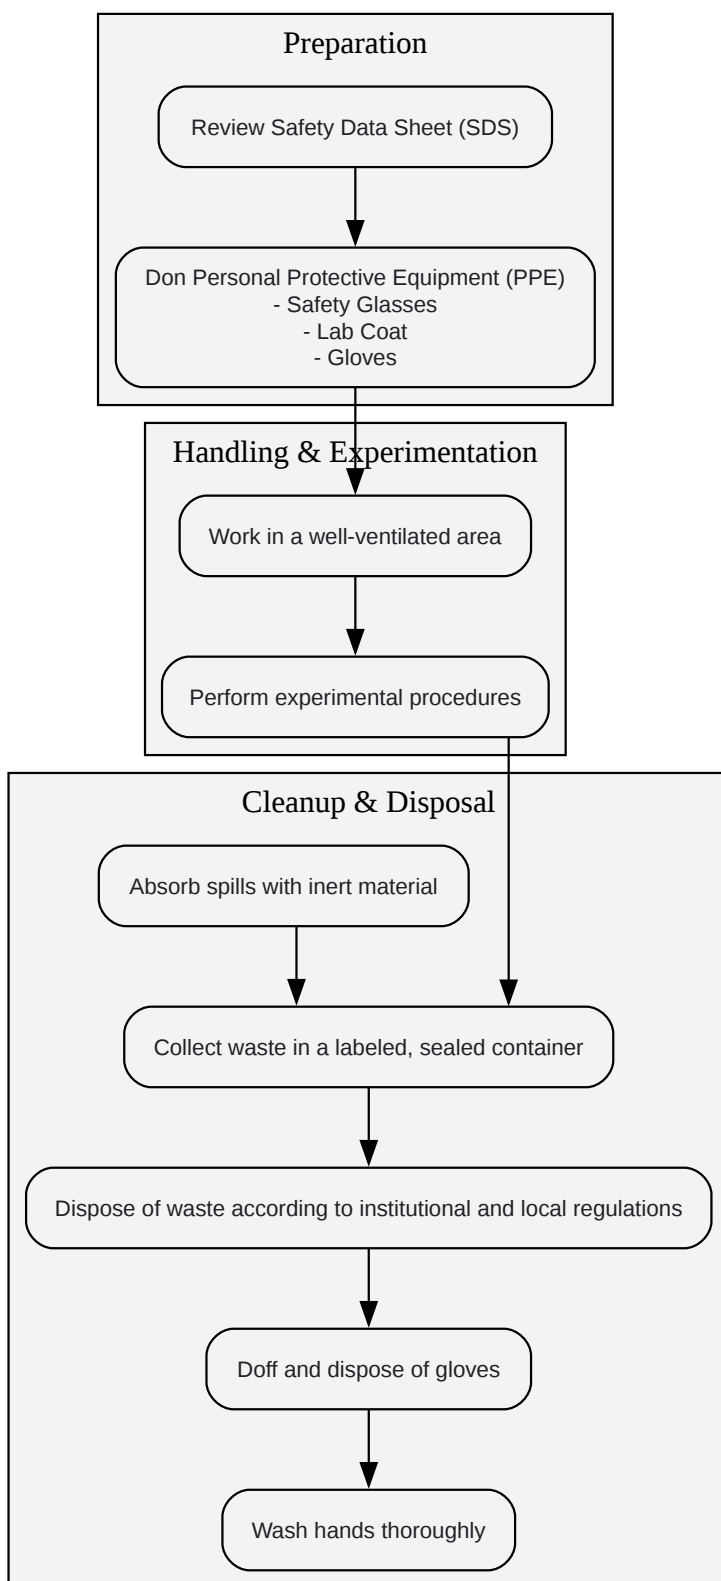 Preparation
Review Safety Data Sheet (SDS)
Don Personal Protective Equipment (PPE)
- Safety Glasses
- Lab Coat
- Gloves
Handling & Experimentation
Work in a well-ventilated area
Perform experimental procedures
Cleanup & Disposal
Absorb spills with inert material
Collect waste in a labeled, sealed container
Dispose of waste according to institutional and local regulations
Doff and dispose of gloves
Wash hands thoroughly